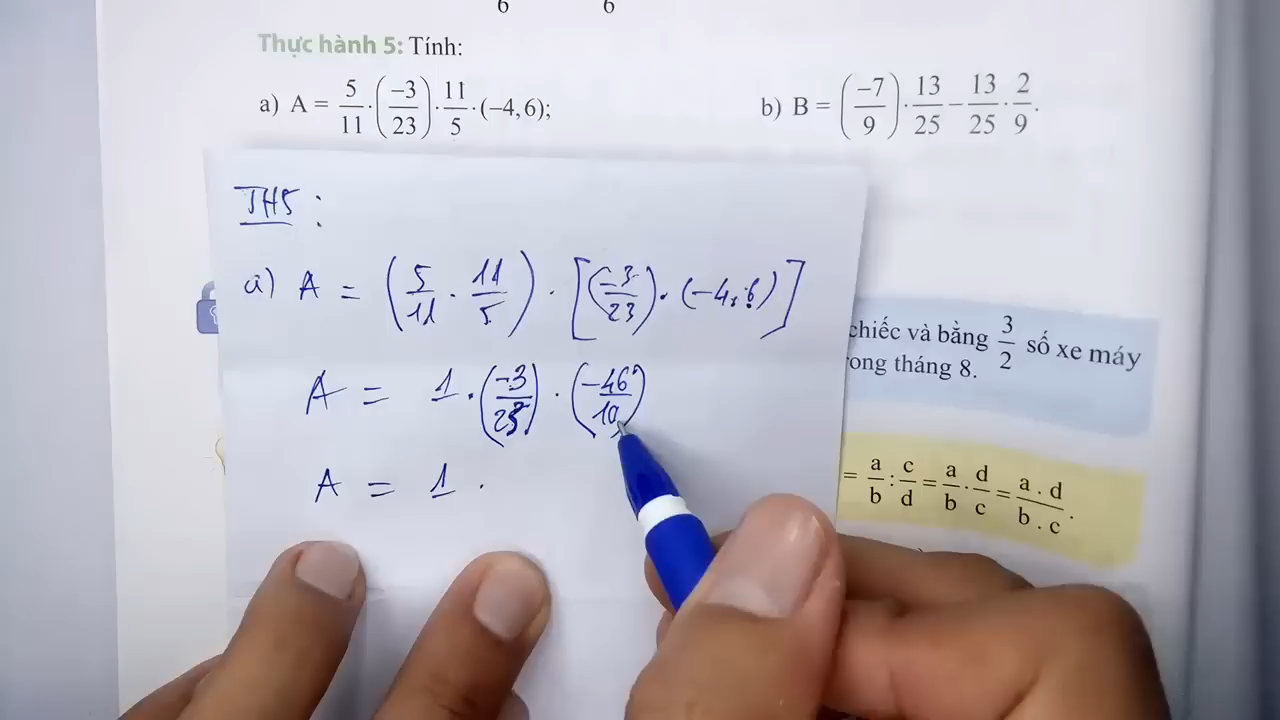 6 6
Thực hành 5: Tính:
a) A = 5/11 · (−3/23) · 11/5 · (−4,6);
b) B = (−7/9) · 13/25 − 13/25 · 2/9.
TH5 :
a) A = (5/11 · 11/5) · [(−3/23) · (−4,6)]
A = 1 · (−3/23) · (−46/10)
A = 1 ·
chiếc và bằng 3/2 số xe máy
ong tháng 8.
= a/b : c/d = a/b · d/c = a . d/b . c .